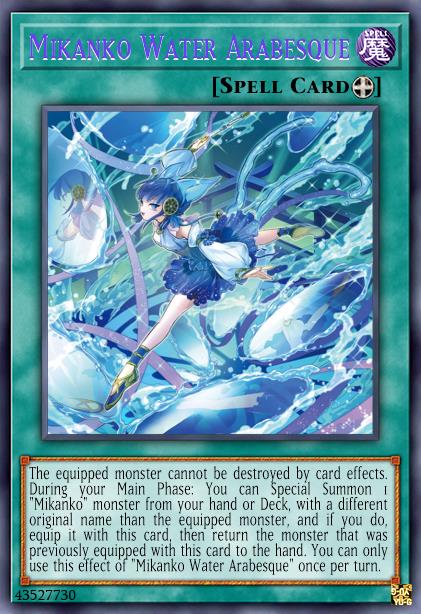 MIKANKO WATER ARABESQUE
SPELL
魔
[SPELL CARD]
The equipped monster cannot be destroyed by card effects.
During your Main Phase: You can Special Summon 1
"Mikanko" monster from your hand or Deck, with a different
original name than the equipped monster, and if you do,
equip it with this card, then return the monster that was
previously equipped with this card to the hand. You can only
use this effect of "Mikanko Water Arabesque" once per turn.
43527730